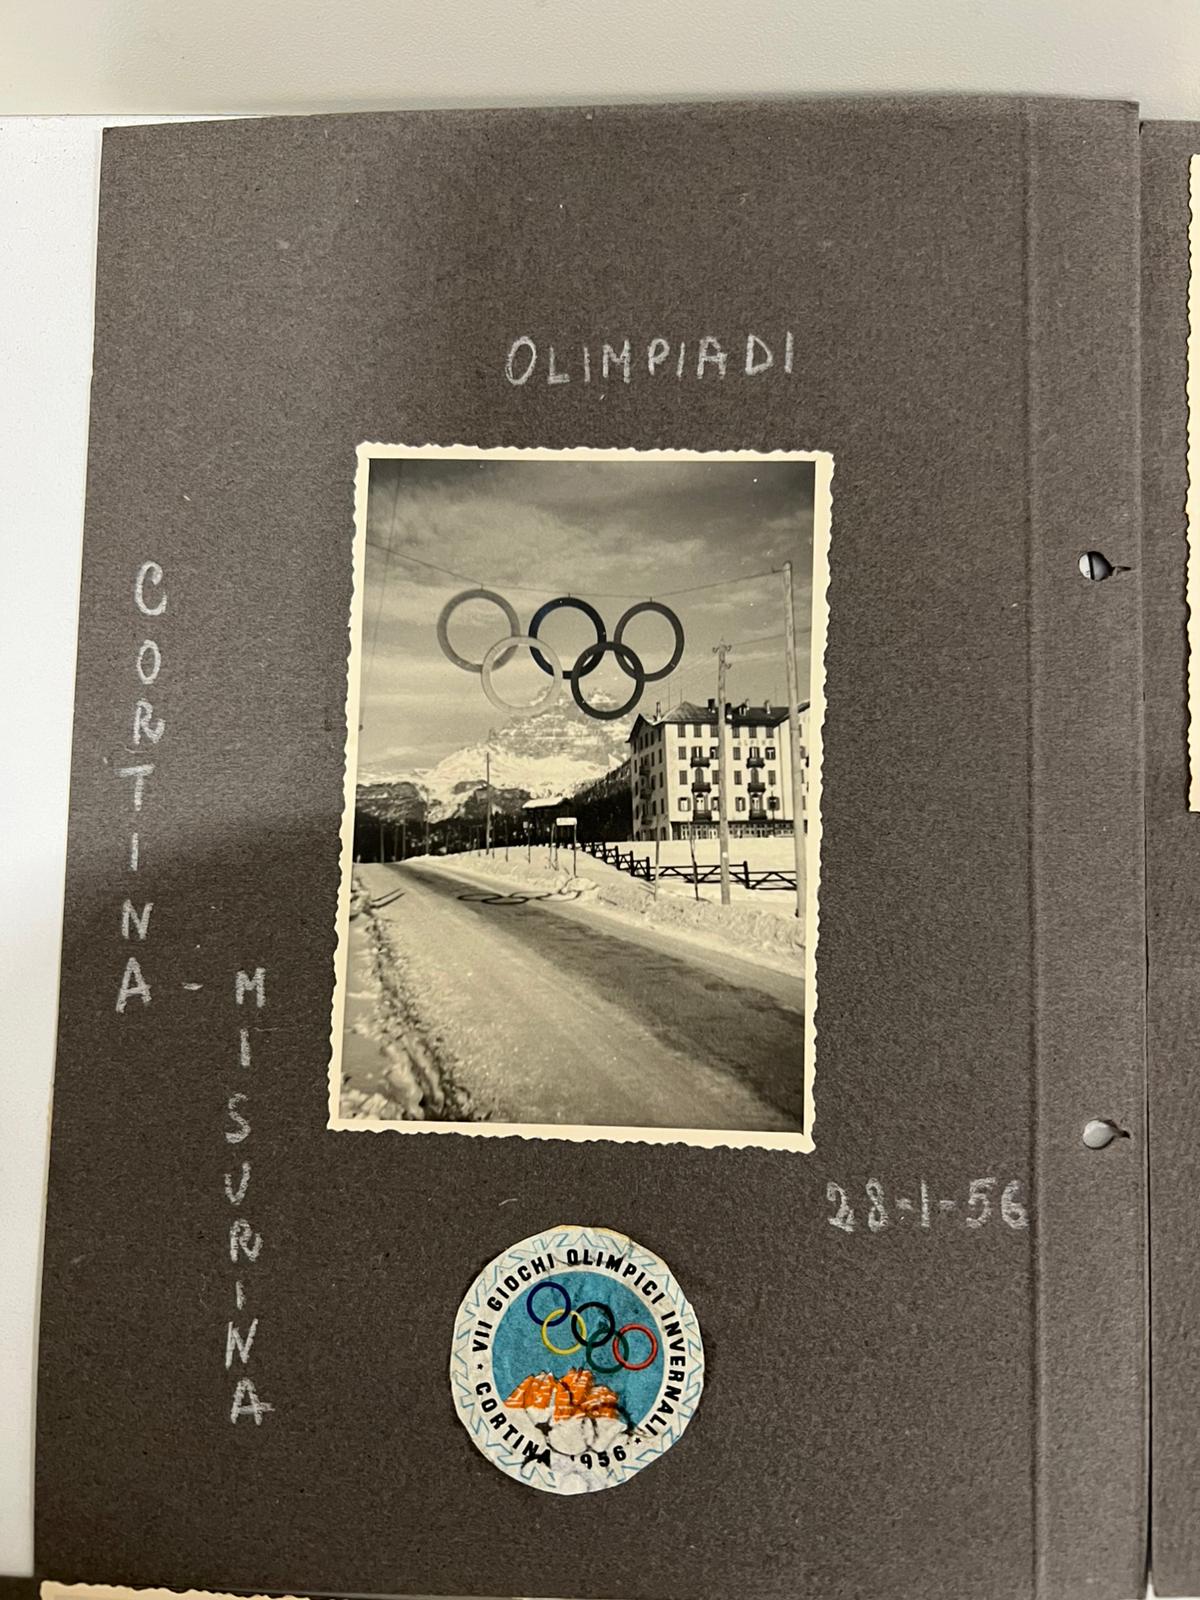 OLIMPIADI
CORTINA - MISURINA
28-1-56
VII GIOCHI OLIMPICI INVERNALI
CORTINA 1956